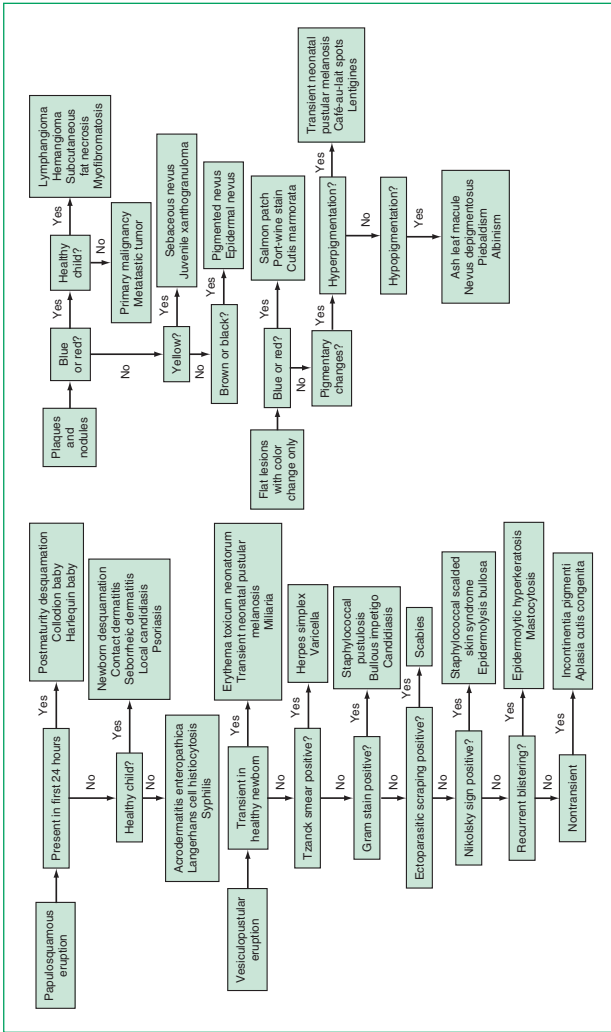 Papulosquamous
eruption
Present in first 24 hours
Yes
Postmaturity desquamation
Collodion baby
Harlequin baby
No
Healthy child?
Yes
Newborn desquamation
Contact dermatitis
Seborrheic dermatitis
Local candidiasis
Psoriasis
No
Acrodermatitis enteropathica
Langerhans cell histiocytosis
Syphilis
Vesiculopustular
eruption
Transient in
healthy newborn
Yes
Erythema toxicum neonatorum
Transient neonatal pustular
melanosis
Miliaria
No
Tzanck smear positive?
Yes
Herpes simplex
Varicella
No
Gram stain positive?
Yes
Staphylococcal
pustulosis
Bullous impetigo
Candidiasis
No
Ectoparasitic scraping positive?
Yes
Scabies
No
Nikolsky sign positive?
Yes
Staphylococcal scalded
skin syndrome
Epidermolysis bullosa
No
Recurrent blistering?
Yes
Epidermolytic hyperkeratosis
Mastocytosis
No
Nontransient
Yes
Incontinentia pigmenti
Aplasia cutis congenita
Plaques
and
nodules
Blue
or red?
Yes
Healthy
child?
Yes
Lymphangioma
Hemangioma
Subcutaneous
fat necrosis
Myofibromatosis
No
Primary malignancy
Metatastic tumor
No
Yellow?
Yes
Sebaceous nevus
Juvenile xanthogranuloma
No
Brown or black?
Yes
Pigmented nevus
Epidermal nevus
Flat lesions
with color
change only
Blue or red?
Yes
Salmon patch
Port-wine stain
Cutis marmorata
No
Pigmentary
changes?
Yes
Hyperpigmentation?
Yes
Transient neonatal
pustular melanosis
Café-au-lait spots
Lentigines
No
Hypopigmentation?
Yes
Ash leaf macule
Nevus depigmentosus
Piebaldism
Albinism